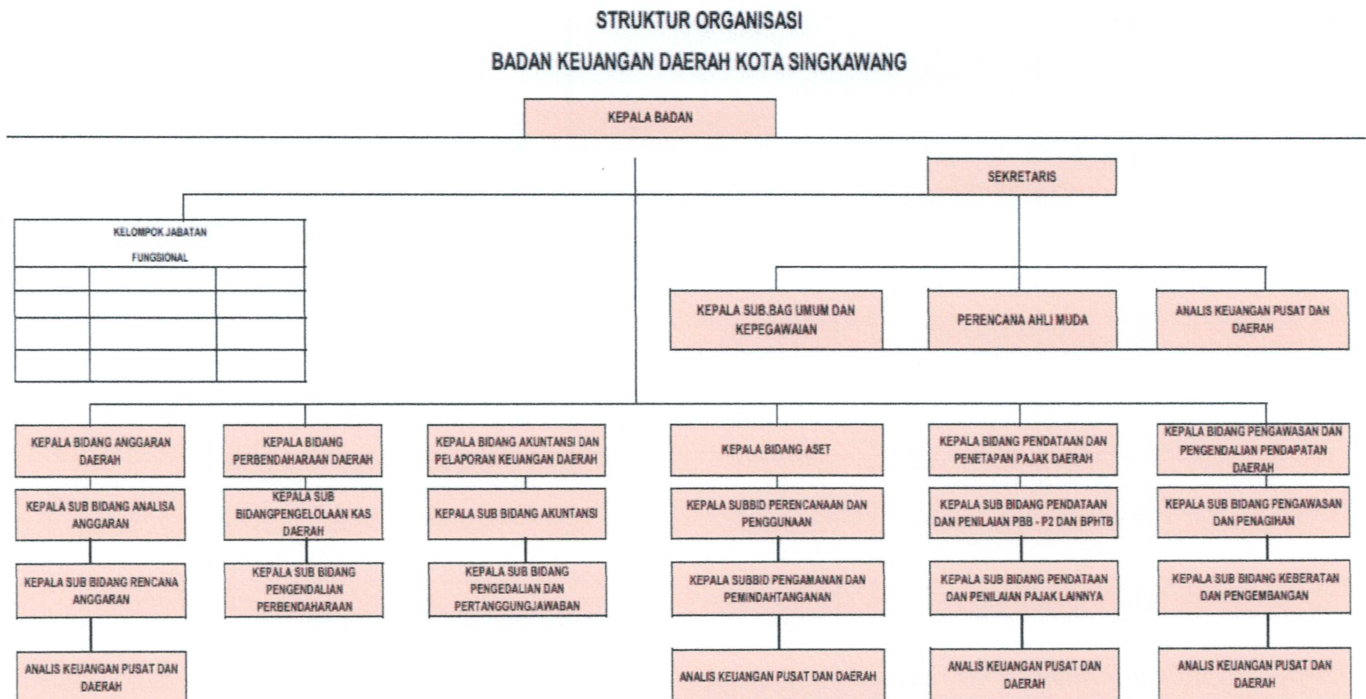 STRUKTUR ORGANISASI
BADAN KEUANGAN DAERAH KOTA SINGKAWANG
KEPALA BADAN
SEKRETARIS
KELOMPOK JABATAN
FUNGSIONAL
KEPALA SUB.BAG UMUM DAN
KEPEGAWAIAN
PERENCANA AHLI MUDA
ANALIS KEUANGAN PUSAT DAN
DAERAH
KEPALA BIDANG ANGGARAN
DAERAH
KEPALA BIDANG
PERBENDAHARAAN DAERAH
KEPALA BIDANG AKUNTANSI DAN
PELAPORAN KEUANGAN DAERAH
KEPALA BIDANG ASET
KEPALA BIDANG PENDATAAN DAN
PENETAPAN PAJAK DAERAH
KEPALA BIDANG PENGAWASAN DAN
PENGENDALIAN PENDAPATAN
DAERAH
KEPALA SUB BIDANG ANALISA
ANGGARAN
KEPALA SUB
BIDANGPENGELOLAAN KAS
DAERAH
KEPALA SUB BIDANG AKUNTANSI
KEPALA SUBBID PERENCANAAN DAN
PENGGUNAAN
KEPALA SUB BIDANG PENDATAAN
DAN PENILAIAN PBB - P2 DAN BPHTB
KEPALA SUB BIDANG PENGAWASAN
DAN PENAGIHAN
KEPALA SUB BIDANG RENCANA
ANGGARAN
KEPALA SUB BIDANG
PENGENDALIAN
PERBENDAHARAAN
KEPALA SUB BIDANG
PENGEDALIAN DAN
PERTANGGUNGJAWABAN
KEPALA SUBBID PENGAMANAN DAN
PEMINDAHTANGANAN
KEPALA SUB BIDANG PENDATAAN
DAN PENILAIAN PAJAK LAINNYA
KEPALA SUB BIDANG KEBERATAN
DAN PENGEMBANGAN
ANALIS KEUANGAN PUSAT DAN
DAERAH
ANALIS KEUANGAN PUSAT DAN DAERAH
ANALIS KEUANGAN PUSAT DAN
DAERAH
ANALIS KEUANGAN PUSAT DAN
DAERAH